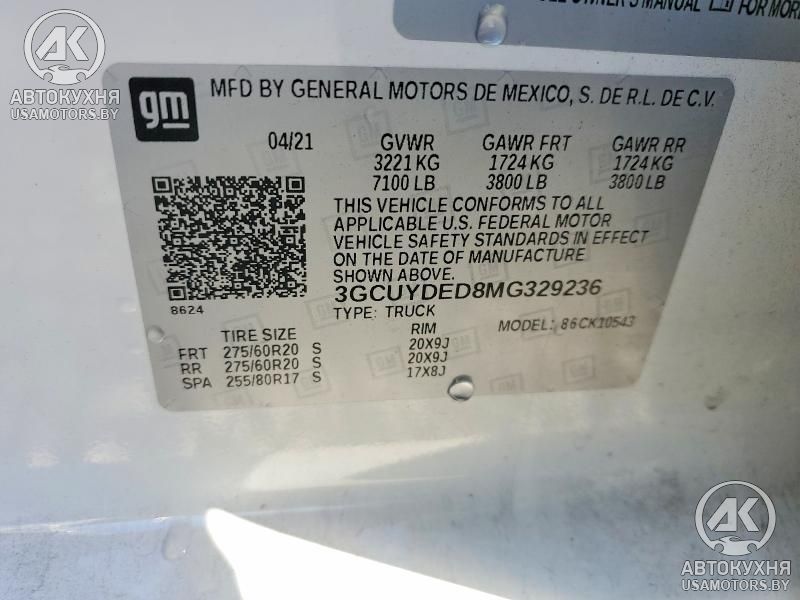 OWNER'S MANUAL FOR MORE
MFD BY GENERAL MOTORS DE MEXICO, S. DE R.L. DE C.V.
gm
04/21 GVWR GAWR FRT GAWR RR
3221 KG 1724 KG 1724 KG
7100 LB 3800 LB 3800 LB
THIS VEHICLE CONFORMS TO ALL
APPLICABLE U.S. FEDERAL MOTOR
VEHICLE SAFETY STANDARDS IN EFFECT
ON THE DATE OF MANUFACTURE
SHOWN ABOVE.
3GCUYDED8MG329236
8624
TYPE: TRUCK MODEL: 86CK10543
TIRE SIZE RIM
FRT 275/60R20 S 20X9J
RR 275/60R20 S 20X9J
SPA 255/80R17 S 17X8J
АК
АВТОКУХНЯ
USAMOTORS.BY
АК
АВТОКУХНЯ
USAMOTORS.BY